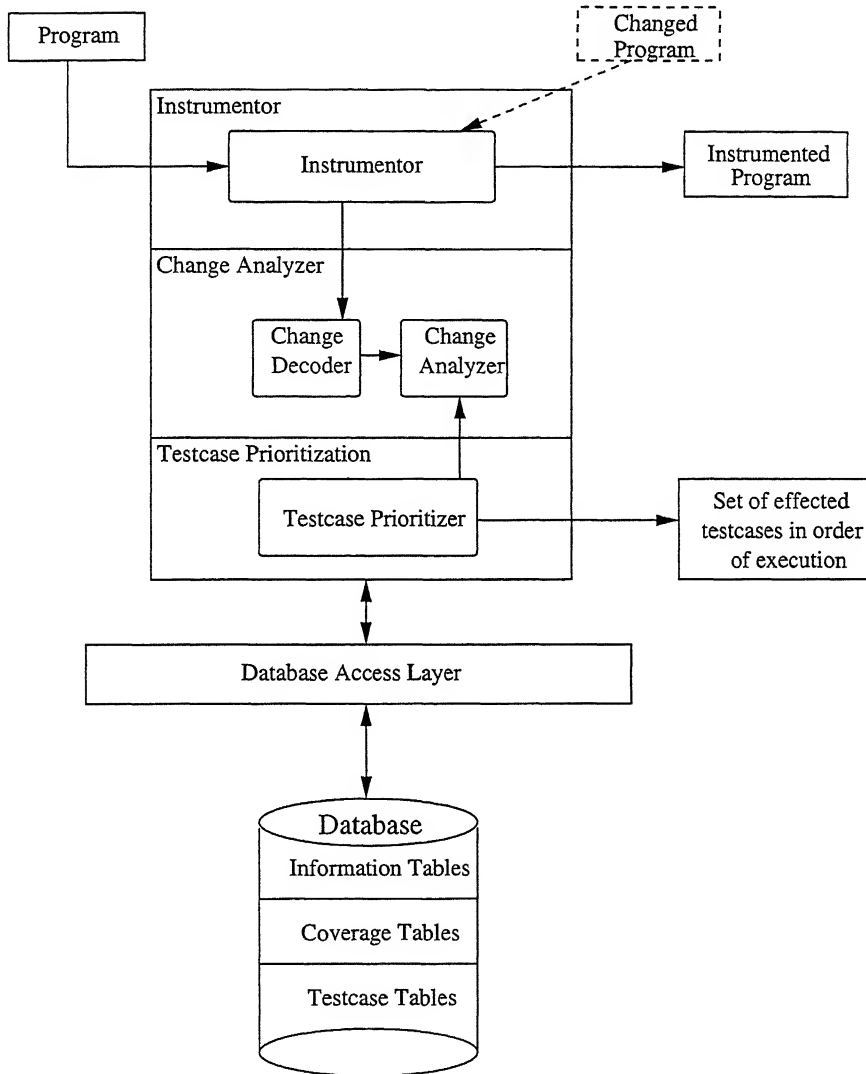 Program
Changed
Program
Instrumentor
Instrumentor
Instrumented
Program
Change Analyzer
Change
Decoder
Change
Analyzer
Testcase Prioritization
Testcase Prioritizer
Set of effected
testcases in order
of execution
Database Access Layer
Database
Information Tables
Coverage Tables
Testcase Tables